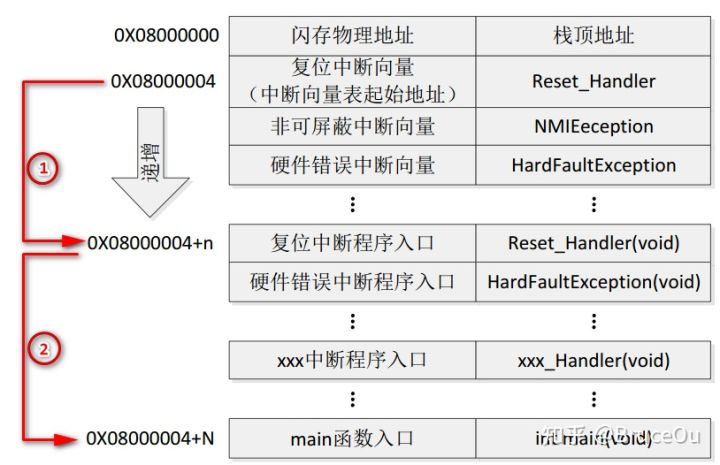 0X08000000 闪存物理地址 栈顶地址
0X08000004 复位中断向量 Reset_Handler
（中断向量表起始地址）
非可屏蔽中断向量 NMIEeception
硬件错误中断向量 HardFaultException
递增
①
0X08000004+n 复位中断程序入口 Reset_Handler(void)
硬件错误中断程序入口 HardFaultException(void)
②
xxx中断程序入口 xxx_Handler(void)
0X08000004+N main函数入口 int main(void)
知乎 @BruceOu